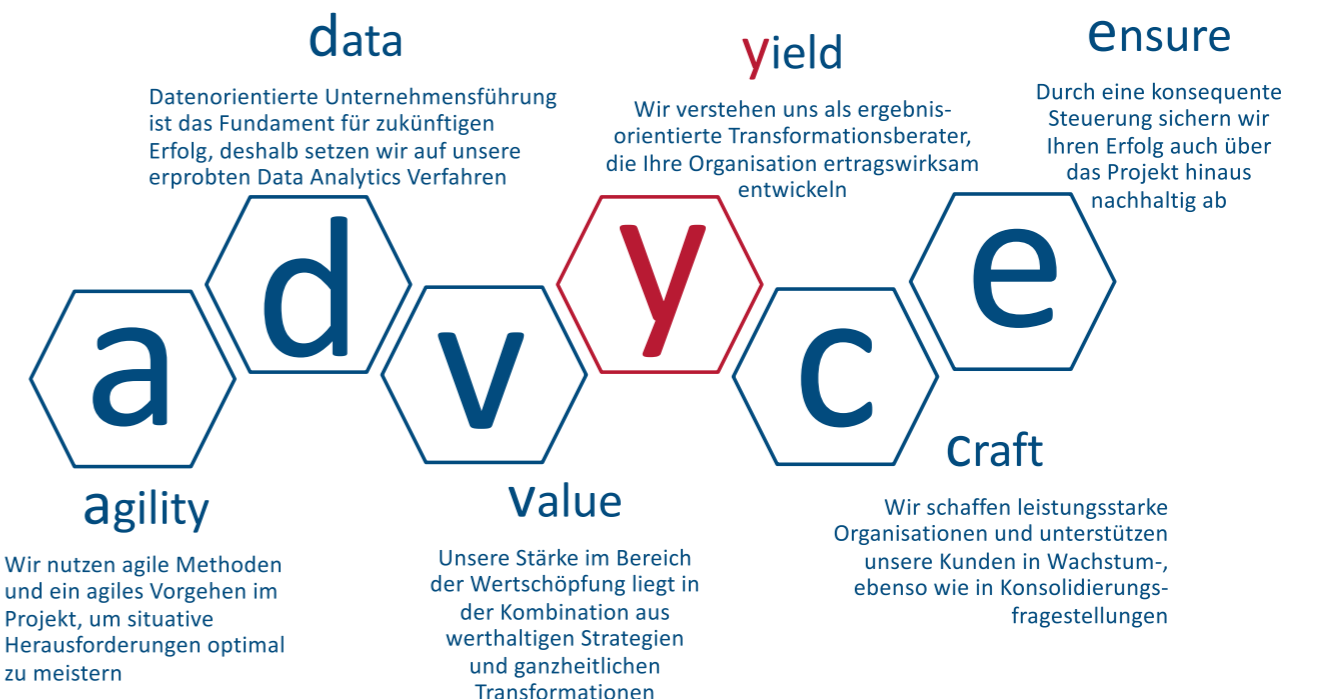 data
Datenorientierte Unternehmensführung
ist das Fundament für zukünftigen
Erfolg, deshalb setzen wir auf unsere
erprobten Data Analytics Verfahren
yield
Wir verstehen uns als ergebnis-
orientierte Transformationsberater,
die Ihre Organisation ertragswirksam
entwickeln
ensure
Durch eine konsequente
Steuerung sichern wir
Ihren Erfolg auch über
das Projekt hinaus
nachhaltig ab
a d v y c e
agility
Wir nutzen agile Methoden
und ein agiles Vorgehen im
Projekt, um situative
Herausforderungen optimal
zu meistern
value
Unsere Stärke im Bereich
der Wertschöpfung liegt in
der Kombination aus
werthaltigen Strategien
und ganzheitlichen
Transformationen
craft
Wir schaffen leistungsstarke
Organisationen und unterstützen
unsere Kunden in Wachstum-,
ebenso wie in Konsolidierungs-
fragestellungen